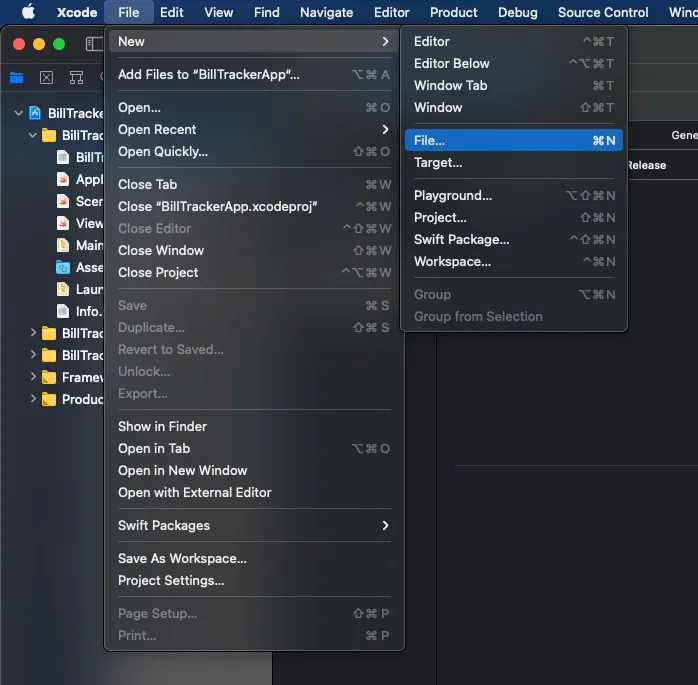 Xcode File Edit View Find Navigate Editor Product Debug Source Control Wind
New
Add Files to “BillTrackerApp”... ⌥⌘A
Open... ⌘O
Open Recent
Open Quickly... ⇧⌘O
Close Tab ⌘W
Close “BillTrackerApp.xcodeproj” ^⌘W
Close Editor ^⇧⌘W
Close Window ⇧⌘W
Close Project ^⌥⌘W
Save ⌘S
Duplicate... ⇧⌘S
Revert to Saved...
Unlock...
Export...
Show in Finder
Open in Tab ⌥⌘O
Open in New Window
Open with External Editor
Swift Packages
Save As Workspace...
Project Settings...
Page Setup... ⇧⌘P
Print... ⌘P
Editor ^⌘T
Editor Below ^⌥⌘T
Window Tab ⌘T
Window ⇧⌘T
File... ⌘N
Target...
Playground... ⌥⇧⌘N
Project... ⇧⌘N
Swift Package... ^⇧⌘N
Workspace... ^⌘N
Group ⌥⌘N
Group from Selection
BillTracke
BillTrac
BillT
Appl
Scen
View
Main
Asse
Laun
Info.
BillTrac
BillTrac
Framew
Produc
Gene
Release